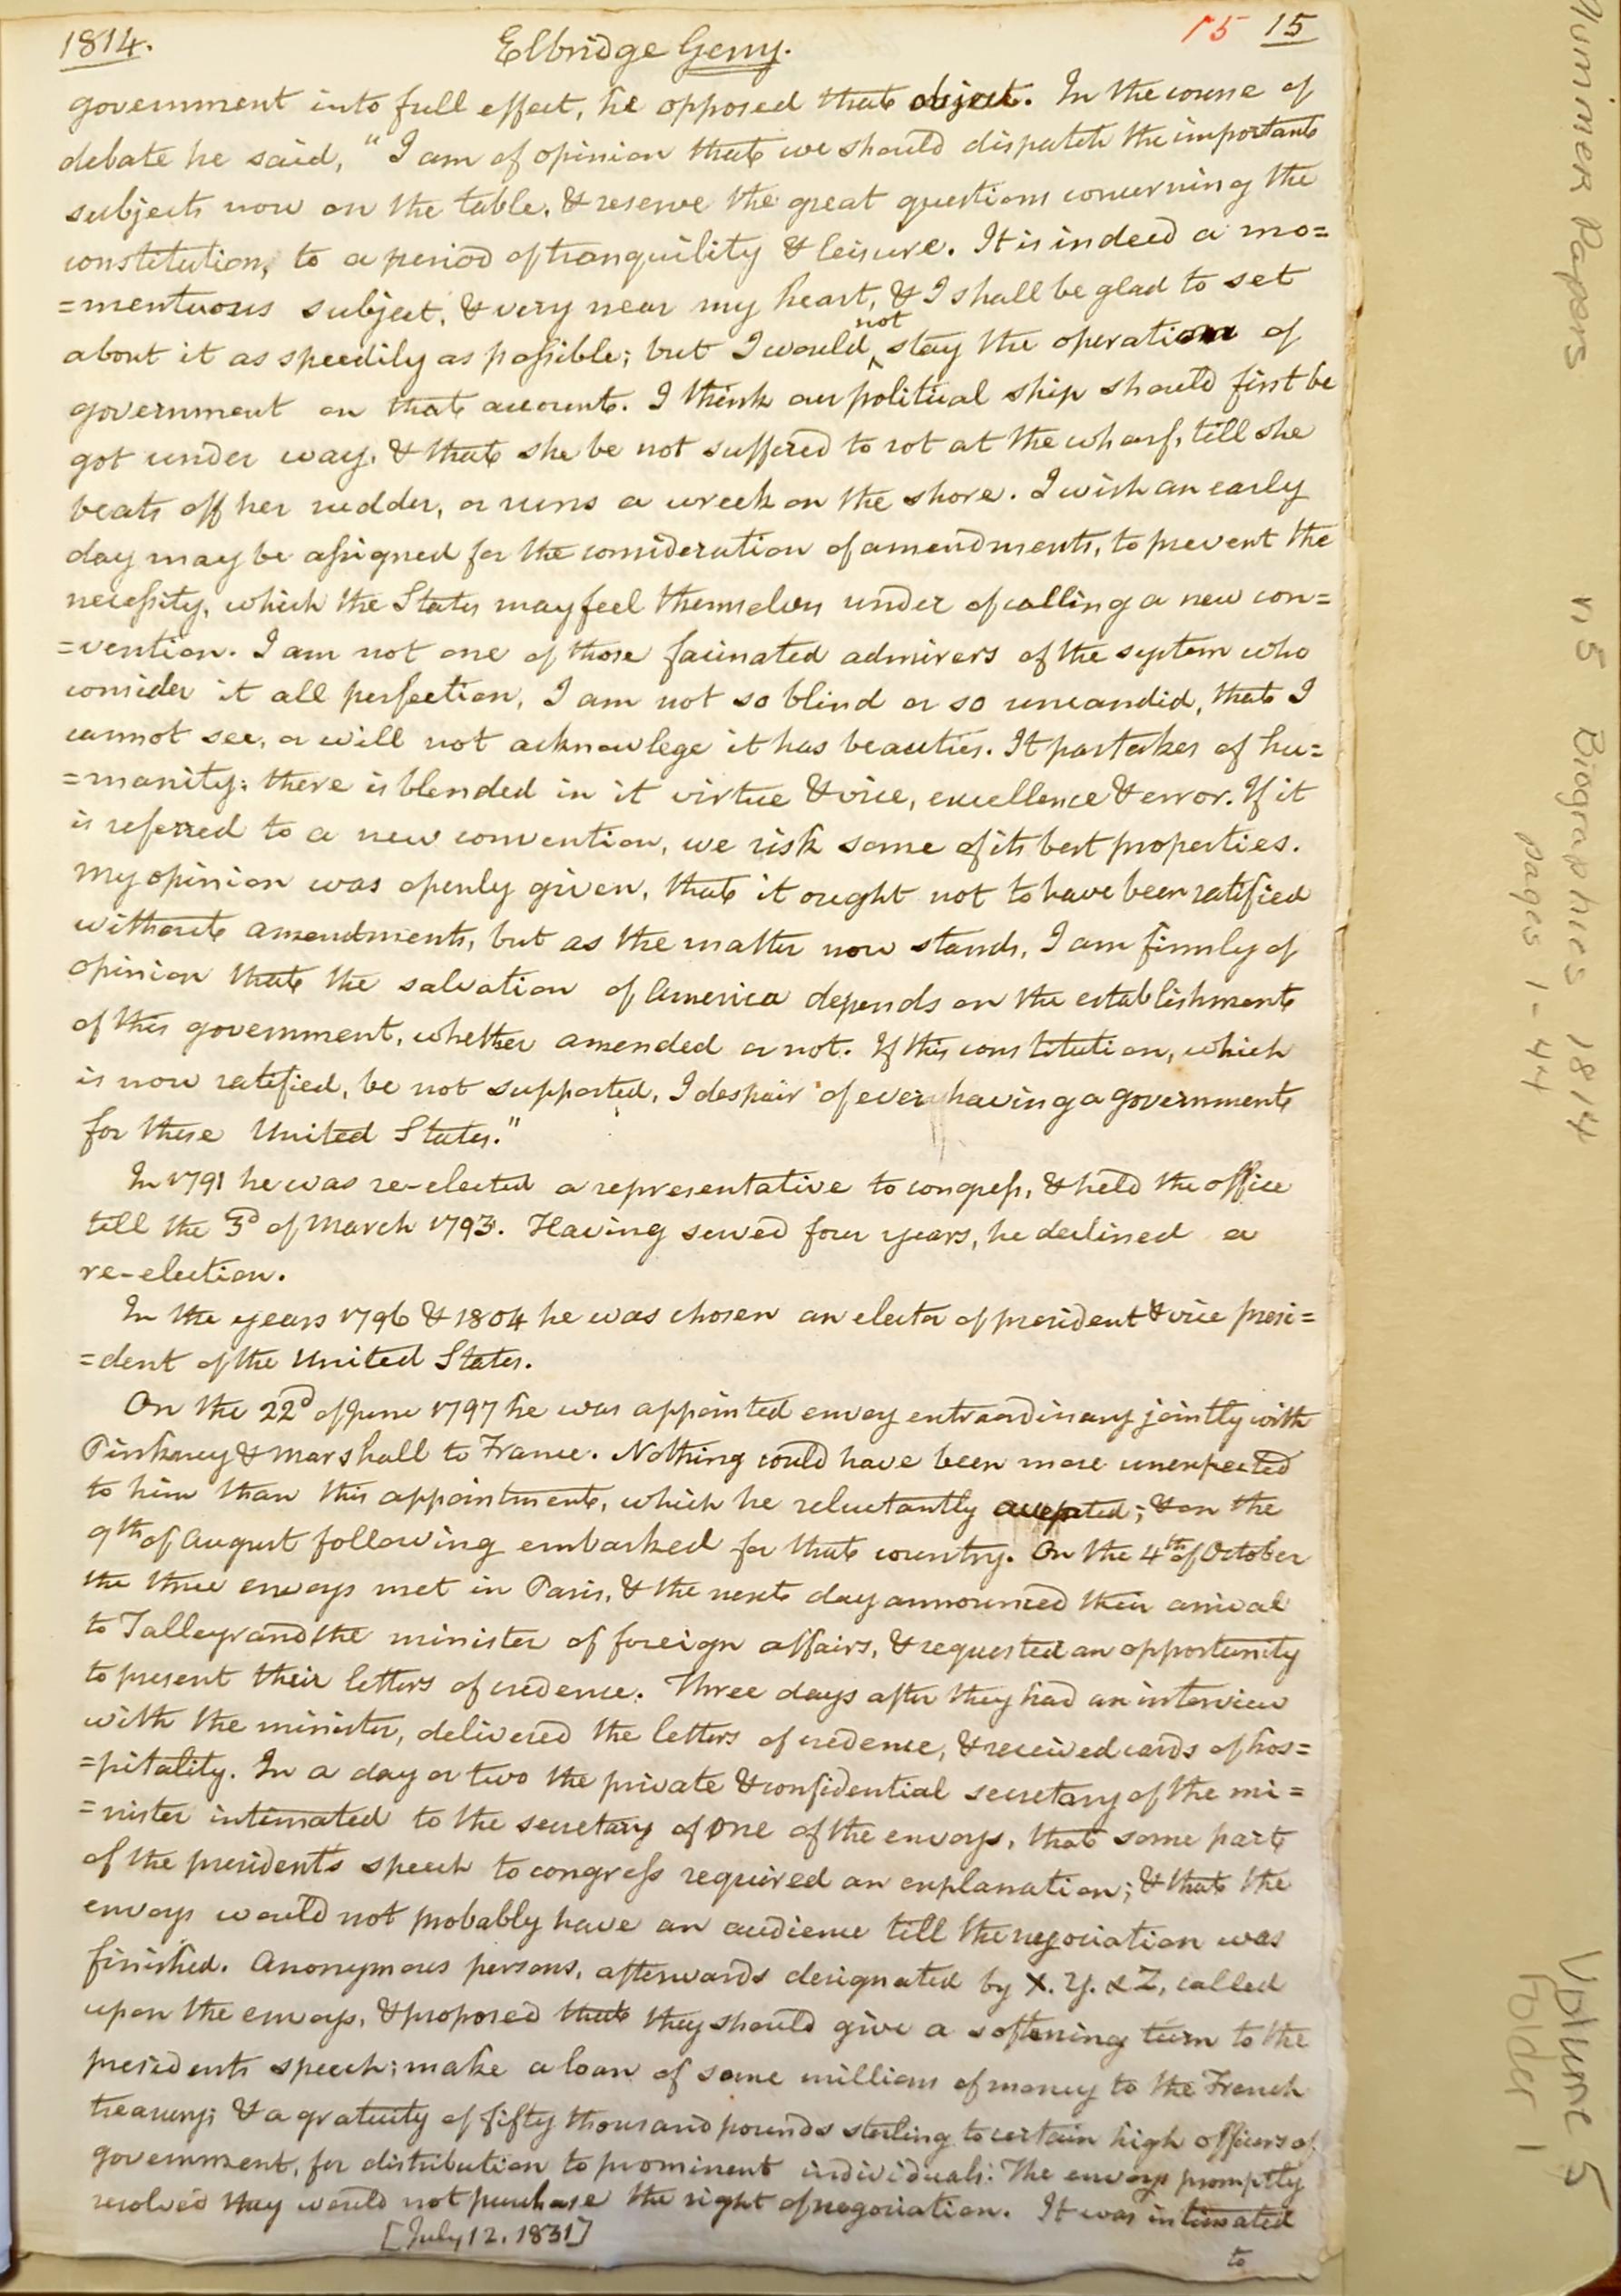 1814. Elbridge Gerry. 15 15
government into full effect, he opposed that object. In the course of
debate he said, "I am of opinion that we should dispatch the important
subjects now on the table, & reserve the great questions concerning the
constitution, to a period of tranquility & leisure. It is indeed a mo=
=mentuous subject, & very near my heart, & I shall be glad to set
about it as speedily as possible; but I would not stay the operation of
government on that account. I think our political ship should first be
got under way, & that she be not suffered to rot at the wharf, till she
beats off her rudder, or runs a wreck on the shore. I wish an early
day may be assigned for the consideration of amendments, to prevent the
necessity, which the States may feel themselves under of calling a new con=
=vention. I am not one of those facinated admirers of the system who
consider it all perfection, I am not so blind or so uncandid, that I
cannot see, or will not acknowlege it has beauties. It partakes of hu=
=manity: there is blended in it virtue & vice, excellence & error. If it
is referred to a new convention, we risk some of its best properties.
My opinion was openly given, that it ought not to have been ratified
without amendments, but as the matter now stands, I am firmly of
opinion that the salvation of America depends on the establishment
of this government, whether amended or not. If this constitution, which
is now ratified, be not supported, I despair of ever having a government
for these United States."
In 1791 he was re-elected a representative to congress, & held the office
till the 3d of March 1793. Having served four years, he declined a
re-election.
In the years 1796 & 1804 he was chosen an elector of president & vice presi=
=dent of the United States.
On the 22d of June 1797 he was appointed envoy extraordinary jointly with
Pinkney & Marshall to France. Nothing could have been more unexpected
to him than this appointment, which he reluctantly accepted; & on the
9th of August following embarked for that country. On the 4th of October
the three envoys met in Paris, & the next day announced their arrival
to Talleyrand the minister of foreign affairs, & requested an opportunity
to present their letters of credence. Three days after they had an interview
with the minister, delivered the letters of credence, & received cards of hos=
=pitality. In a day or two the private & confidential secretary of the mi=
=nister intimated to the secretary of one of the envoys, that some part
of the president's speech to congress required an explanation; & that the
envoys would not probably have an audience till the negociation was
finished. Anonymous persons, afterwards designated by X. Y. & Z, called
upon the envoys, & proposed that they should give a softening turn to the
presidents speech; make a loan of some millions of money to the French
treasury; & a gratuity of fifty thousand pounds sterling to certain high officers of
government, for distribution to prominent individuals. The envoys promptly
resolved they would not purchase the right of negociation. It was intimated
[July 12. 1831]
to
Plummer Papers V. 5 Biographies 1814
pages 1-44
Volume 5
Folder 1